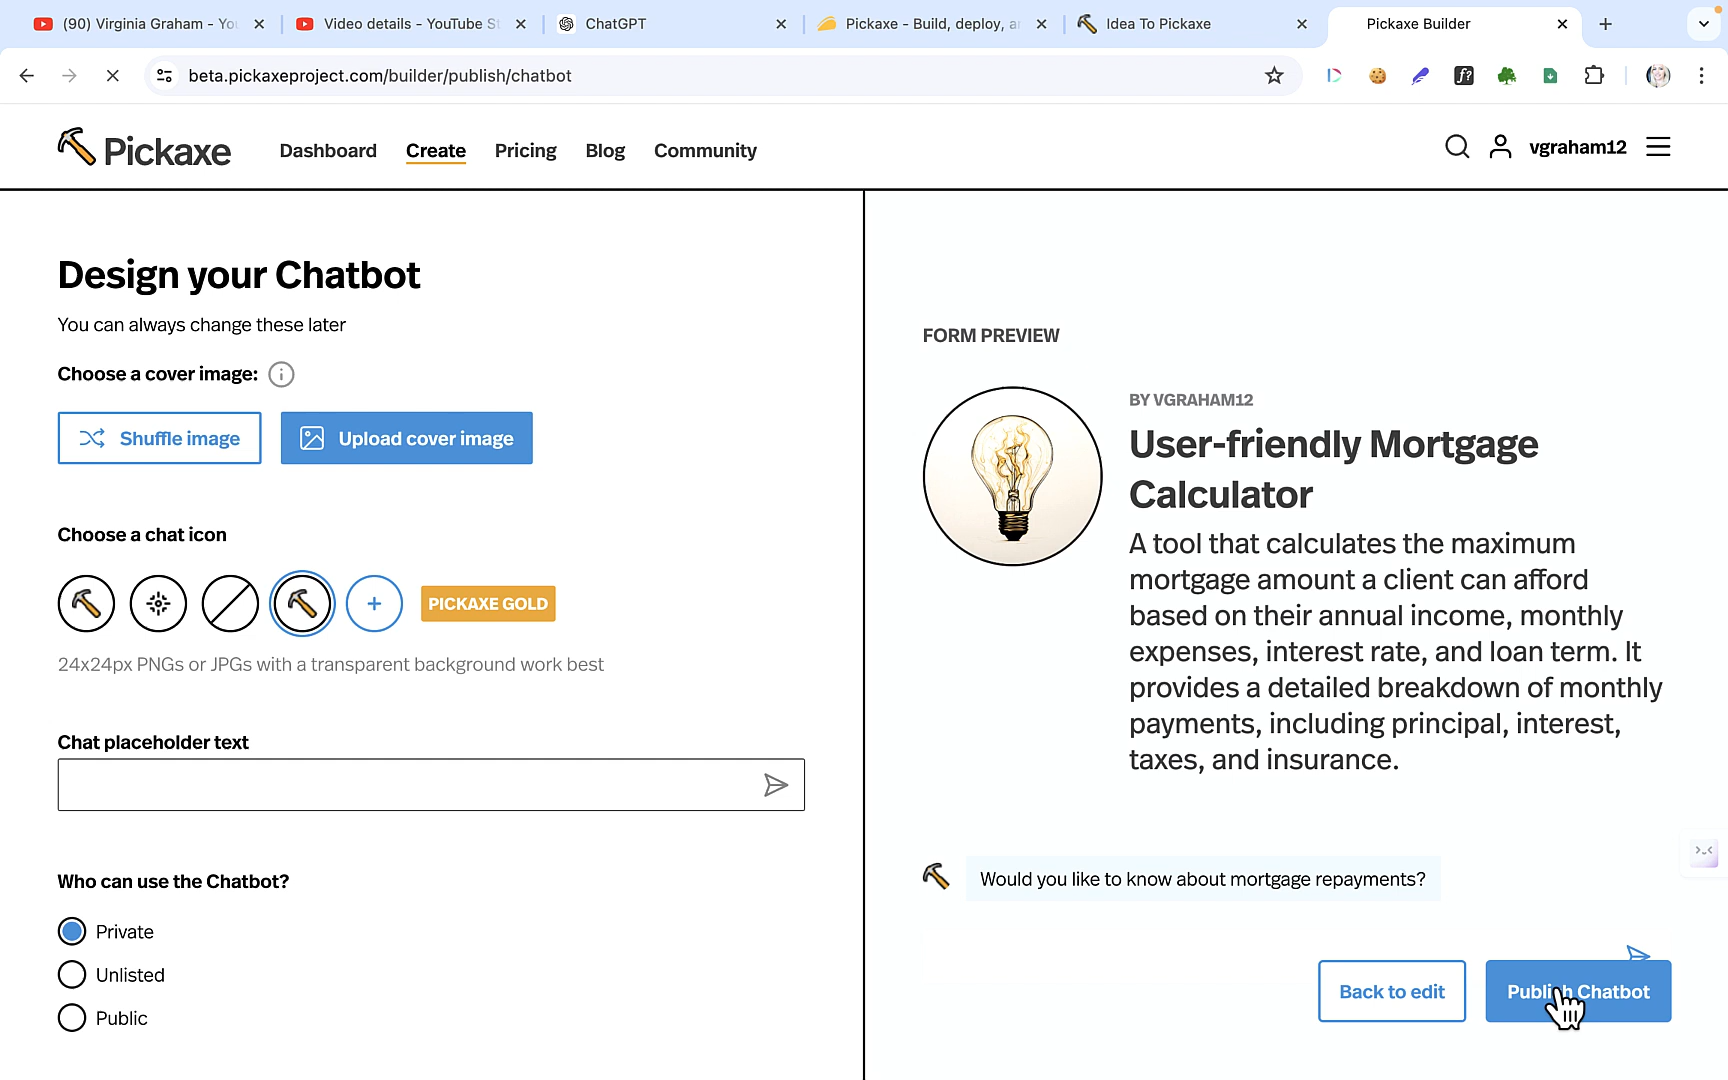 (90) Virginia Graham - Yo
Video details - YouTube S
ChatGPT
Pickaxe - Build, deploy, a
Idea To Pickaxe
Pickaxe Builder
beta.pickaxeproject.com/builder/publish/chatbot
Pickaxe
Dashboard
Create
Pricing
Blog
Community
vgraham12
Design your Chatbot
You can always change these later
Choose a cover image:
Shuffle image
Upload cover image
Choose a chat icon
PICKAXE GOLD
24x24px PNGs or JPGs with a transparent background work best
Chat placeholder text
Who can use the Chatbot?
Private
Unlisted
Public
FORM PREVIEW
BY VGRAHAM12
User-friendly Mortgage
Calculator
A tool that calculates the maximum
mortgage amount a client can afford
based on their annual income, monthly
expenses, interest rate, and loan term. It
provides a detailed breakdown of monthly
payments, including principal, interest,
taxes, and insurance.
Would you like to know about mortgage repayments?
Back to edit
Publish Chatbot